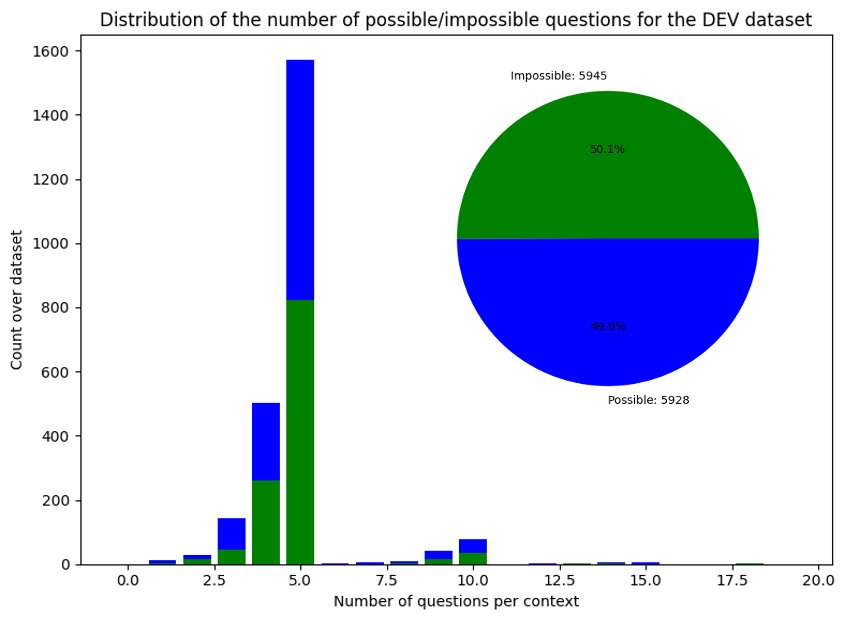 Distribution of the number of possible/impossible questions for the DEV dataset
1600
1400
1200
1000
800
600
400
200
0
Count over dataset
Impossible: 5945
50.1%
49.9%
Possible: 5928
0.0 2.5 5.0 7.5 10.0 12.5 15.0 17.5 20.0
Number of questions per context